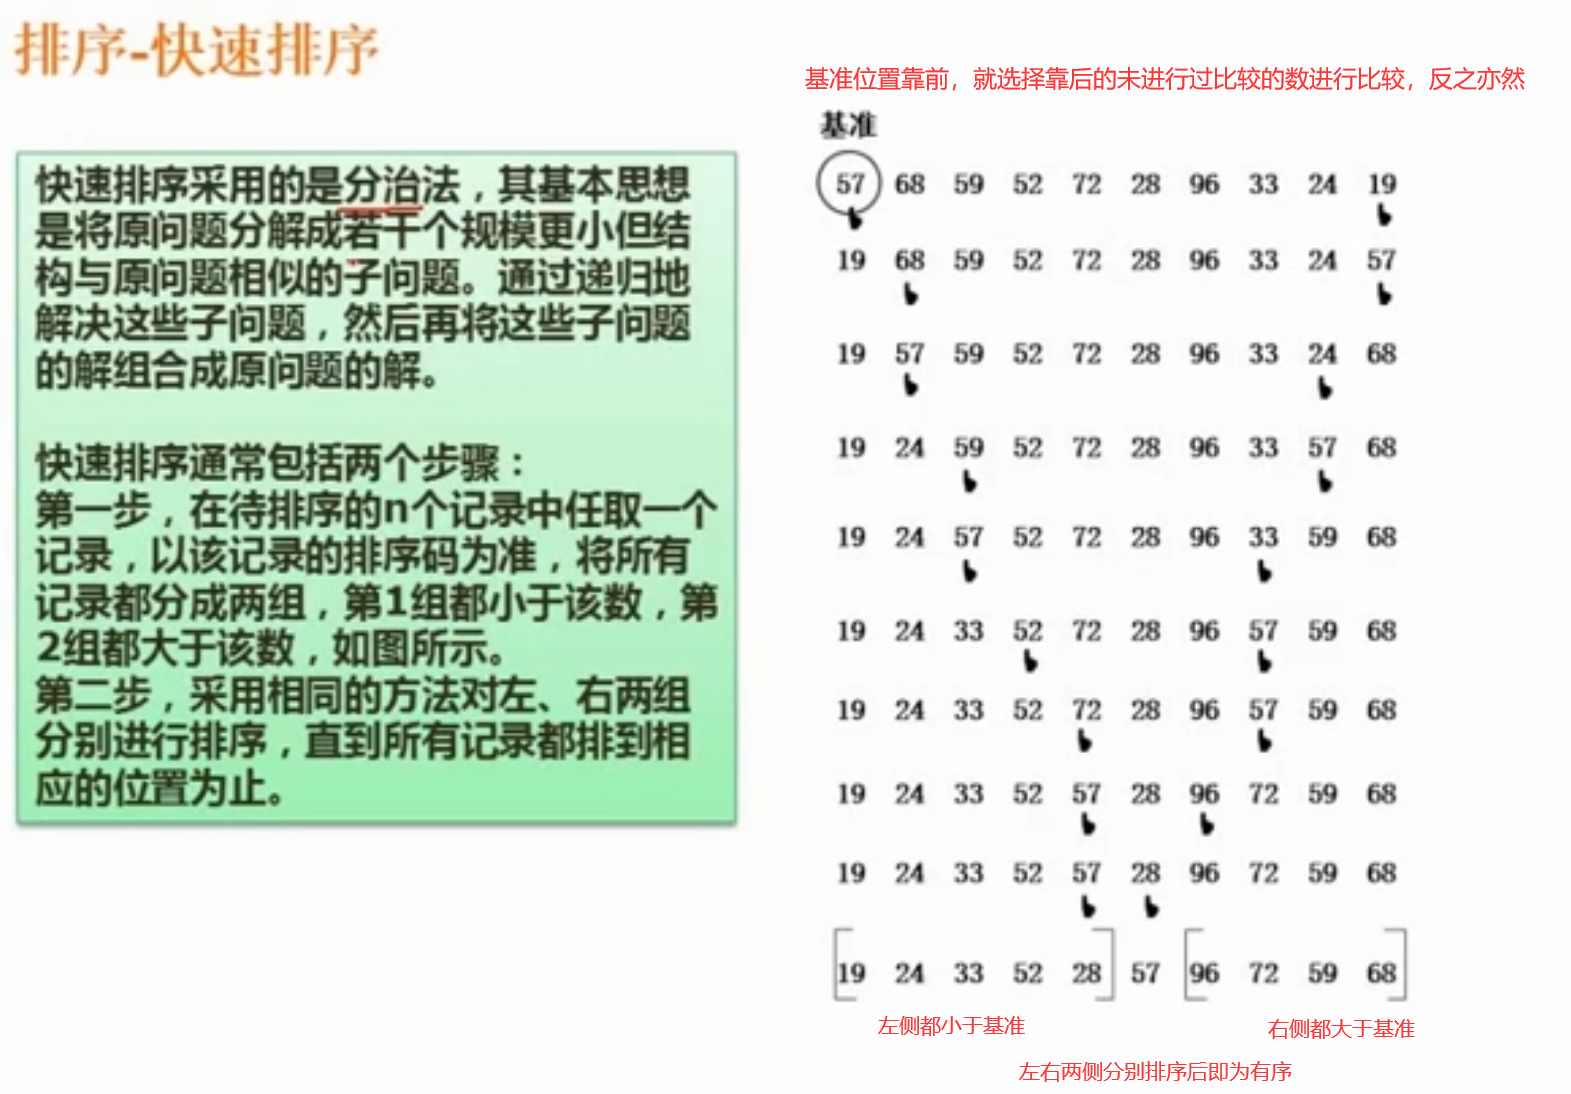 排序-快速排序
快速排序采用的是分治法，其基本思想
是将原问题分解成若干个规模更小但结
构与原问题相似的子问题。通过递归地
解决这些子问题，然后再将这些子问题
的解组合成原问题的解。
快速排序通常包括两个步骤：
第一步，在待排序的n个记录中任取一个
记录，以该记录的排序码为准，将所有
记录都分成两组，第1组都小于该数，第
2组都大于该数，如图所示。
第二步，采用相同的方法对左、右两组
分别进行排序，直到所有记录都排到相
应的位置为止。
基准位置靠前，就选择靠后的未进行过比较的数进行比较，反之亦然
基准
57 68 59 52 72 28 96 33 24 19
19 68 59 52 72 28 96 33 24 57
19 57 59 52 72 28 96 33 24 68
19 24 59 52 72 28 96 33 57 68
19 24 57 52 72 28 96 33 59 68
19 24 33 52 72 28 96 57 59 68
19 24 33 52 72 28 96 57 59 68
19 24 33 52 57 28 96 72 59 68
19 24 33 52 57 28 96 72 59 68
[19 24 33 52 28] 57 [96 72 59 68]
左侧都小于基准 右侧都大于基准
左右两侧分别排序后即为有序